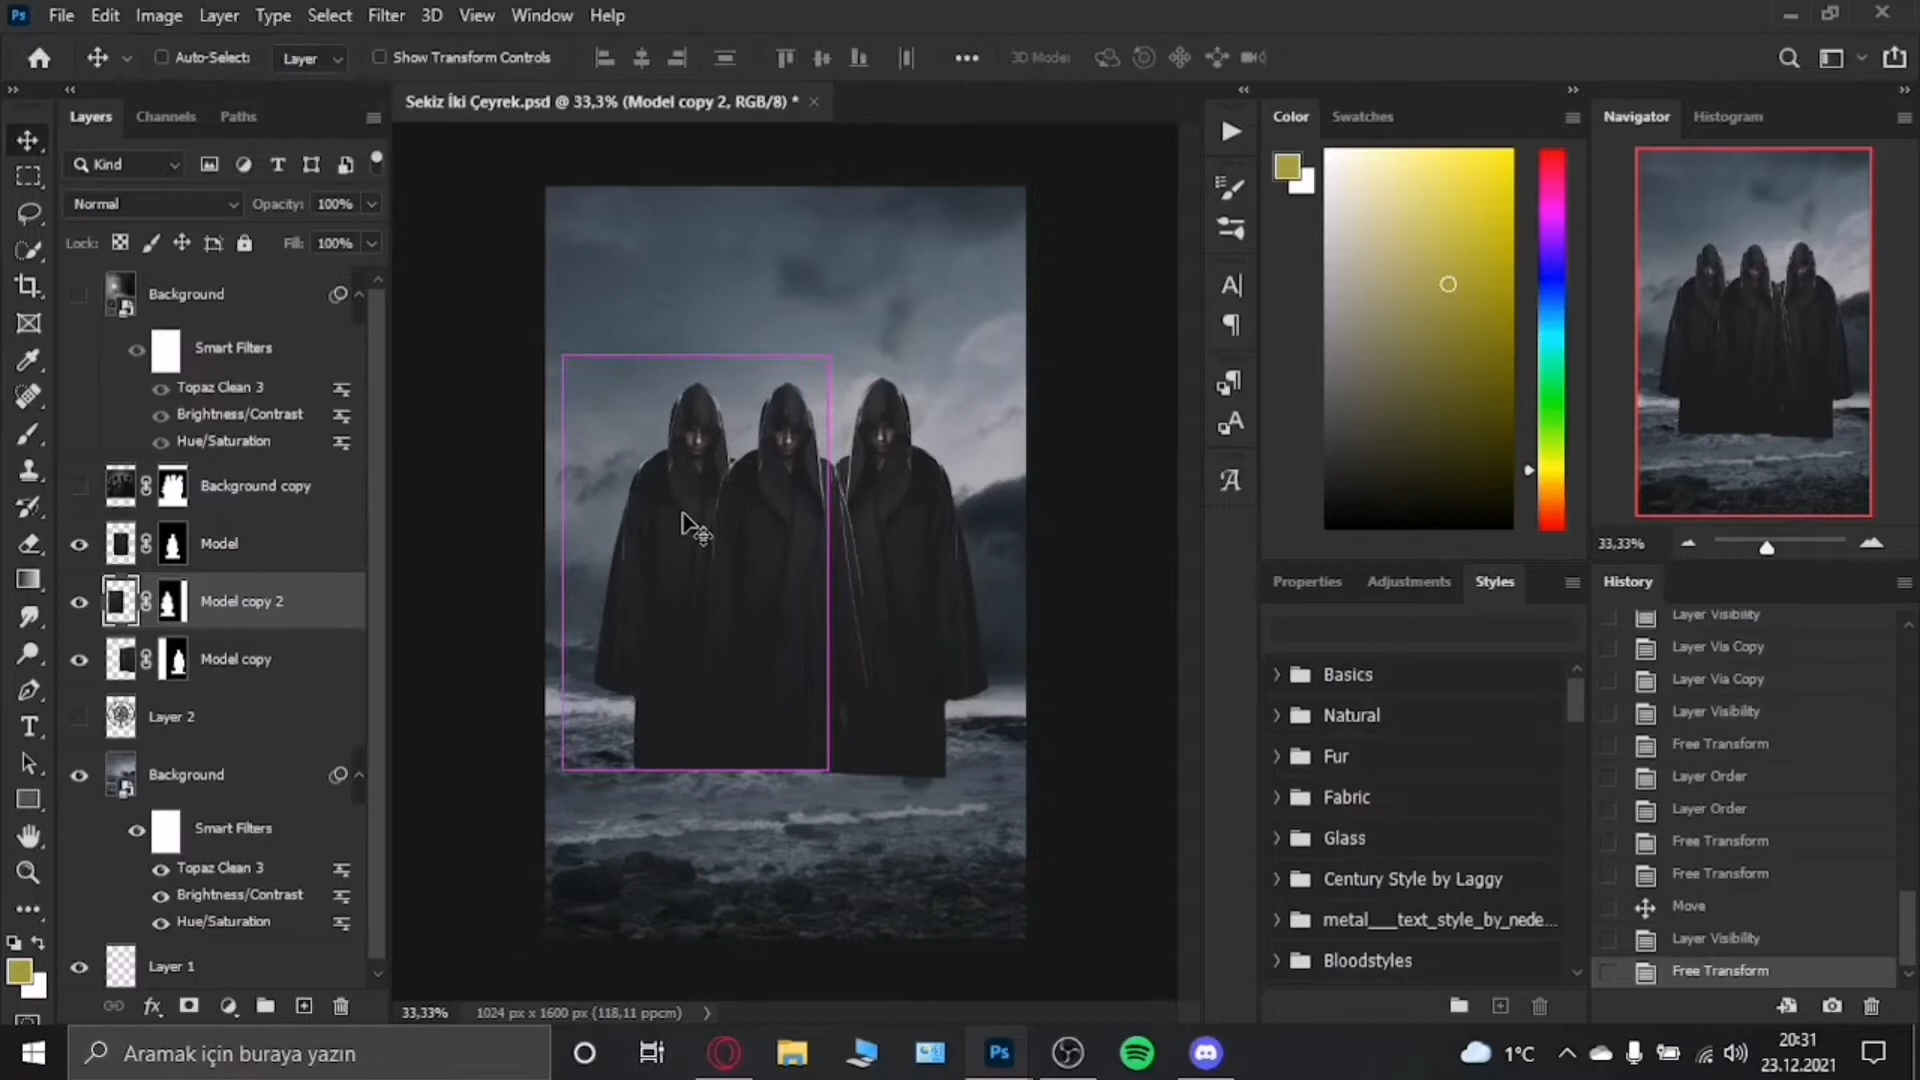 Ps File Edit Image Layer Type Select Filter 3D View Window Help
Auto-Select: Layer Show Transform Controls 3D Mode:
Sekiz İki Çeyrek.psd @ 33,3% (Model copy 2, RGB/8) *
Layers Channels Paths
Kind
Normal Opacity: 100%
Lock: Fill: 100%
Background
Smart Filters
Topaz Clean 3
Brightness/Contrast
Hue/Saturation
Background copy
Model
Model copy 2
Model copy
Layer 2
Background
Smart Filters
Topaz Clean 3
Brightness/Contrast
Hue/Saturation
Layer 1
33,33% 1024 px x 1600 px (118,11 ppcm)
Color Swatches
Navigator Histogram
33,33%
Properties Adjustments Styles
Basics
Natural
Fur
Fabric
Glass
Century Style by Laggy
metal___text_style_by_nede...
Bloodstyles
History
Layer Visibility
Layer Via Copy
Layer Via Copy
Layer Visibility
Free Transform
Layer Order
Layer Order
Free Transform
Free Transform
Move
Layer Visibility
Free Transform
Aramak için buraya yazın
Ps
1°C
20:31
23.12.2021